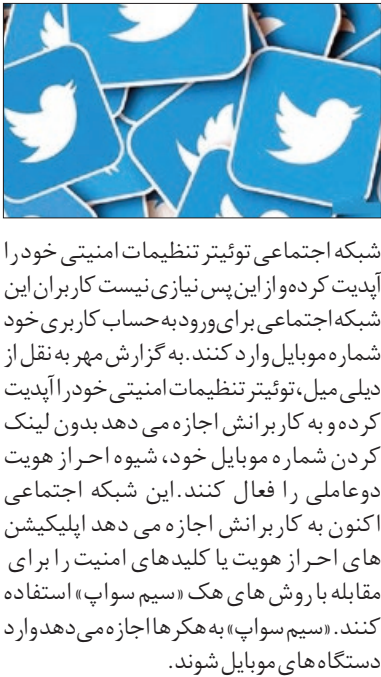 شبکه اجتماعی توئیتر تنظیمات امنیتی خود را
آپدیت کرده و از این پس نیازی نیست کاربران این
شبکه اجتماعی برای ورود به حساب کاربری خود
شماره موبایل وارد کنند. به گزارش مهر به نقل از
دیلی میل، توئیتر تنظیمات امنیتی خود را آپدیت
کرده و به کاربرانش اجازه می دهد بدون لینک
کردن شماره موبایل خود، شیوه احراز هویت
دوعاملی را فعال کنند. این شبکه اجتماعی
اکنون به کاربرانش اجازه می دهد اپلیکیشن
های احراز هویت یا کلیدهای امنیت را برای
مقابله با روش های هک «سیم سواپ» استفاده
کنند. «سیم سواپ» به هکرها اجازه می دهد وارد
دستگاه های موبایل شوند.